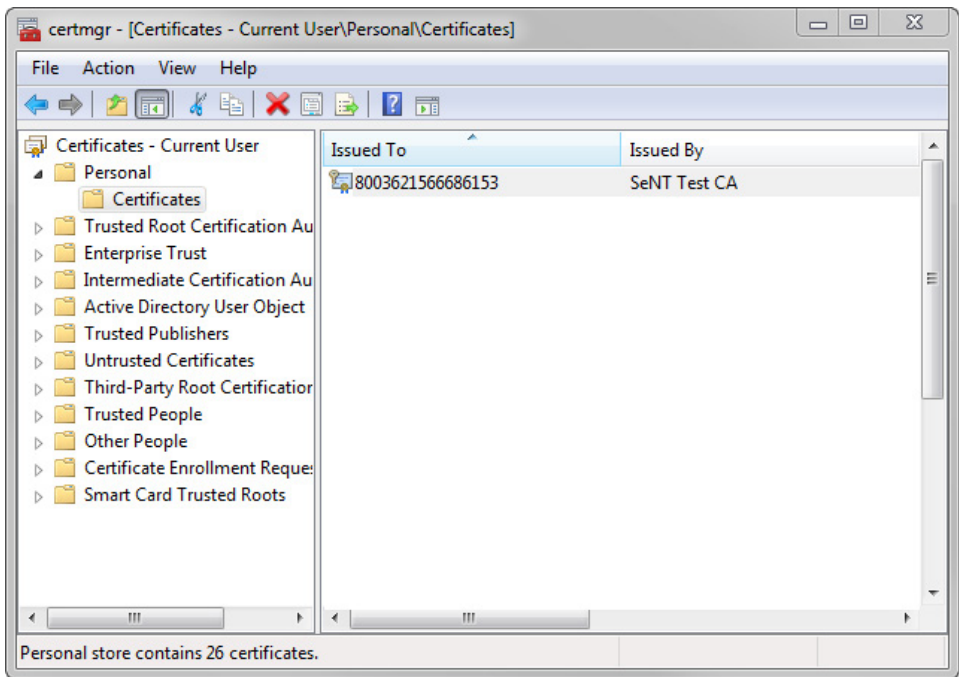 certmgr - [Certificates - Current User\Personal\Certificates]
File Action View Help
Certificates - Current User
Personal
Certificates
Trusted Root Certification Au
Enterprise Trust
Intermediate Certification Au
Active Directory User Object
Trusted Publishers
Untrusted Certificates
Third-Party Root Certification
Trusted People
Other People
Certificate Enrollment Reques
Smart Card Trusted Roots
Issued To Issued By
8003621566686153 SeNT Test CA
Personal store contains 26 certificates.